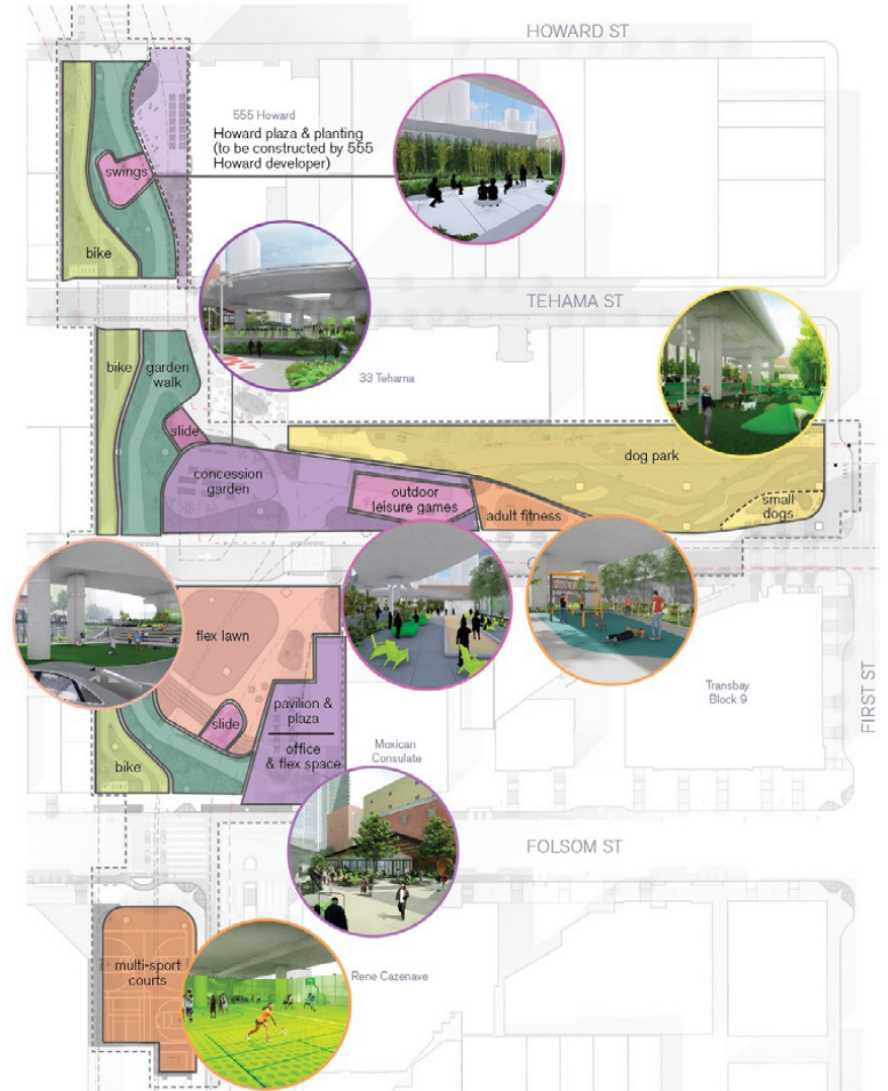 HOWARD ST
555 Howard
Howard plaza & planting
(to be constructed by 555
Howard developer)
swings
bike
TEHAMA ST
bike
garden
walk
33 Tehama
slide
dog park
concession
garden
outdoor
leisure games
adult fitness
small
dogs
flex lawn
slide
pavilion &
plaza
office
& flex space
bike
Mexican
Consulate
Transbay
Block 9
FIRST ST
FOLSOM ST
multi-sport
courts
Rene Cazenave